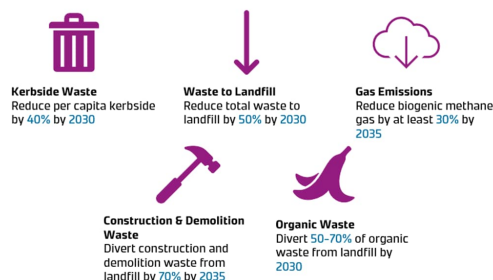 Kerbside Waste
Reduce per capita kerbside
by 40% by 2030
Waste to Landfill
Reduce total waste to
landfill by 50% by 2030
Gas Emissions
Reduce biogenic methane
gas by at least 30% by
2035
Construction & Demolition
Waste
Divert construction and
demolition waste from
landfill by 70% by 2035
Organic Waste
Divert 50-70% of organic
waste from landfill by
2030